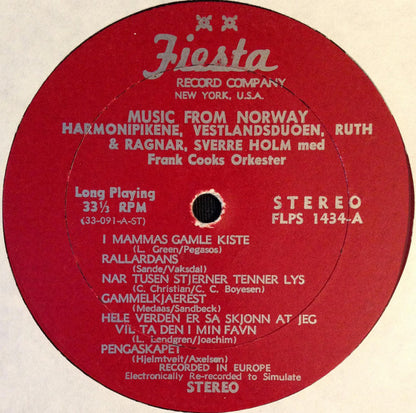 Fiesta
RECORD COMPANY
NEW YORK, U.S.A.
MUSIC FROM NORWAY
HARMONIPIKENE, VESTLANDSDUOEN, RUTH
& RAGNAR, SVERRE HOLM med
Frank Cooks Orkester
Long Playing
33⅓ RPM
(33-091-A-ST)
STEREO
FLPS 1434-A
I MAMMAS GAMLE KISTE
(L. Green/Pegasos)
RALLARDANS
(Sande/Vaksdal)
NAR TUSEN STJERNER TENNER LYS
(C. Christian/C. C. Boyesen)
GAMMELKJAEREST
(Medaas/Sandbeck)
HELE VERDEN ER SA SKJONN AT JEG
VIL TA DEN I MIN FAVN
(L. Lendgren/Joachim)
PENGASKAPET
(Hjelmtveit/Axelsen)
RECORDED IN EUROPE
Electronically Re-recorded to Simulate
STEREO